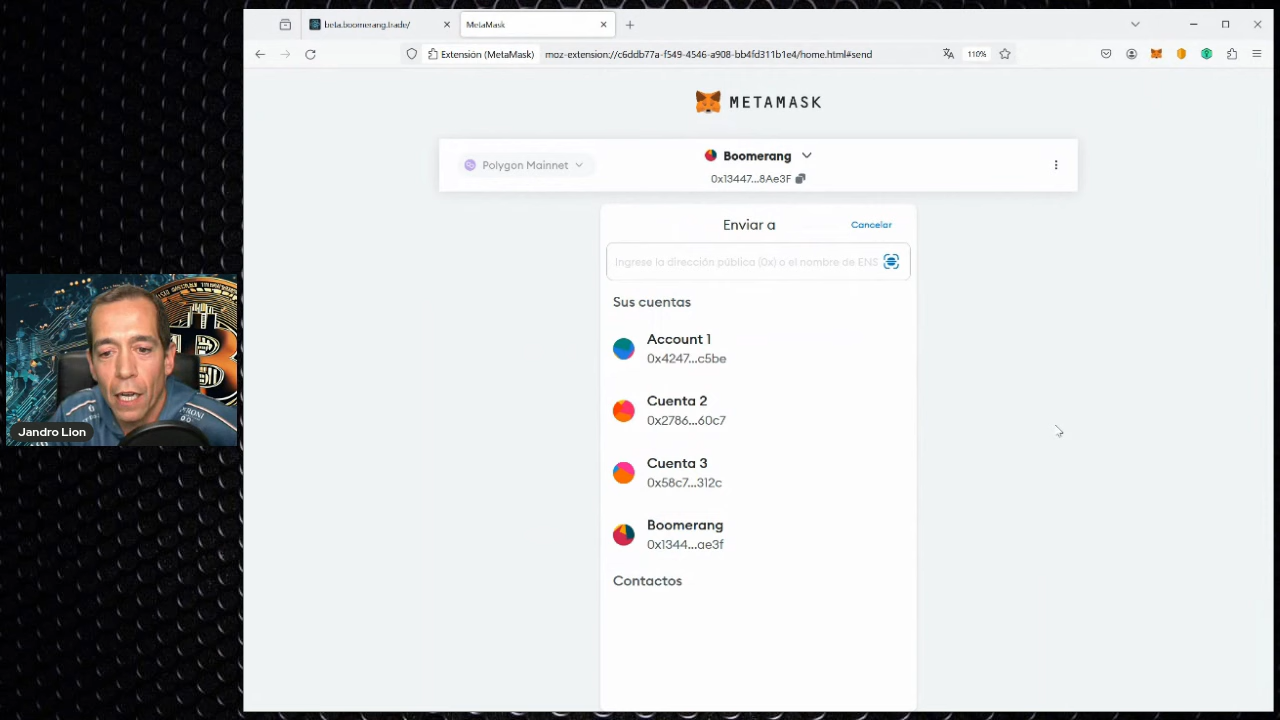 beta.boomerang.trade/
MetaMask
Extensión (MetaMask)
moz-extension://c6ddb77a-f549-4546-a908-bb4fd311b1e4/home.html#send
110%
METAMASK
Polygon Mainnet
Boomerang
0x13447...8Ae3F
Enviar a
Cancelar
Ingrese la dirección pública (0x) o el nombre de ENS
Sus cuentas
Account 1
0x4247...c5be
Cuenta 2
0x2786...60c7
Cuenta 3
0x58c7...312c
Boomerang
0x1344...ae3f
Contactos
Jandro Lion